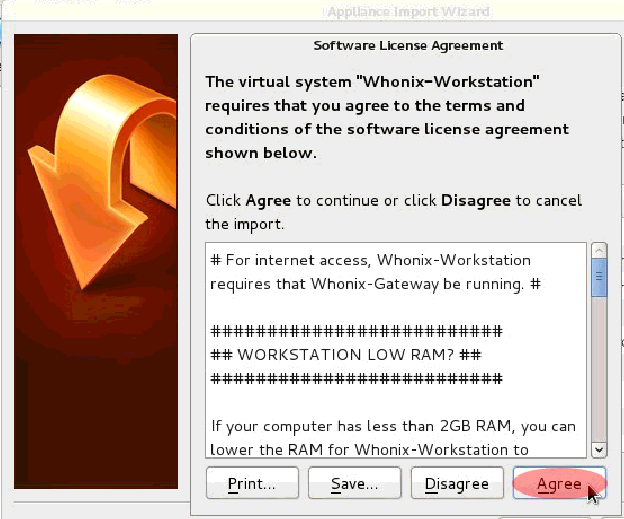 Appliance Import Wizard
Software License Agreement
The virtual system "Whonix-Workstation"
requires that you agree to the terms and
conditions of the software license agreement
shown below.
Click Agree to continue or click Disagree to cancel
the import.
# For internet access, Whonix-Workstation
requires that Whonix-Gateway be running. #
##########################
## WORKSTATION LOW RAM? ##
##########################
If your computer has less than 2GB RAM, you can
lower the RAM for Whonix-Workstation to
Print... Save... Disagree Agree